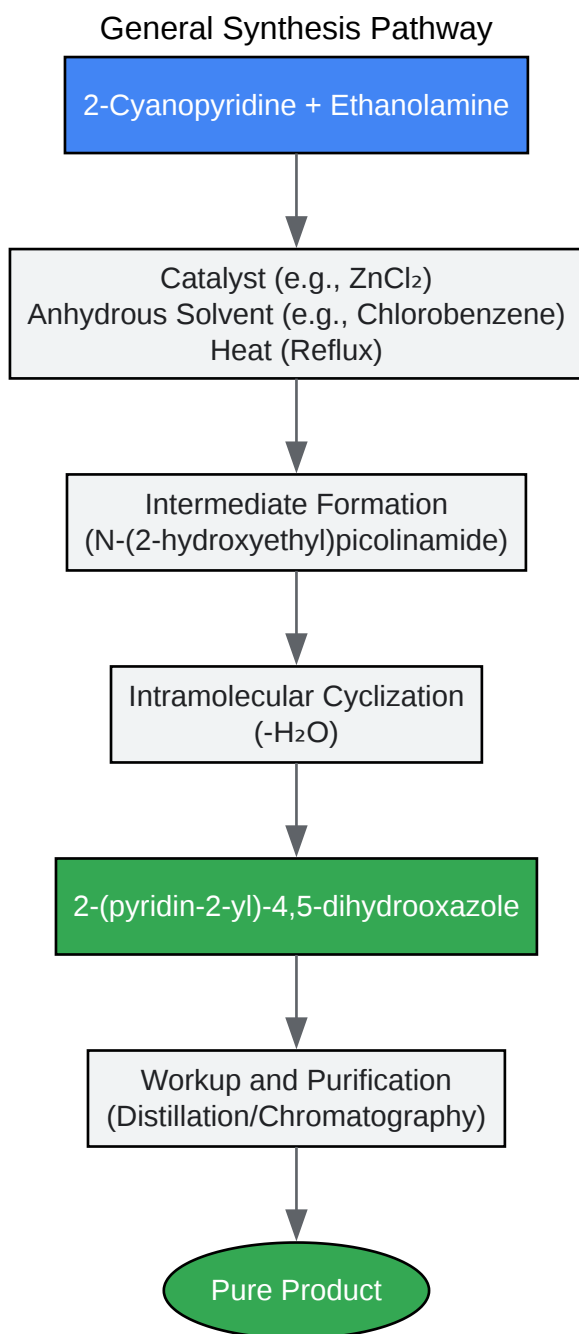 General Synthesis Pathway
2-Cyanopyridine + Ethanolamine
Catalyst (e.g., ZnCl₂)
Anhydrous Solvent (e.g., Chlorobenzene)
Heat (Reflux)
Intermediate Formation
(N-(2-hydroxyethyl)picolinamide)
Intramolecular Cyclization
(-H₂O)
2-(pyridin-2-yl)-4,5-dihydrooxazole
Workup and Purification
(Distillation/Chromatography)
Pure Product